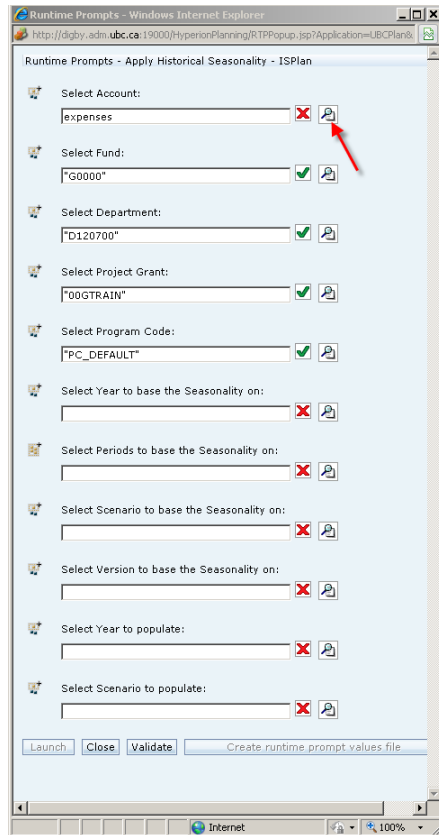 Runtime Prompts - Windows Internet Explorer
http://digby.adm.ubc.ca:19000/HyperionPlanning/RTPPopup.jsp?Application=UBCPlan&
Runtime Prompts - Apply Historical Seasonality - ISPlan
Select Account:
expenses
Select Fund:
"G0000"
Select Department:
"D120700"
Select Project Grant:
"00GTRAIN"
Select Program Code:
"PC_DEFAULT"
Select Year to base the Seasonality on:
Select Periods to base the Seasonality on:
Select Scenario to base the Seasonality on:
Select Version to base the Seasonality on:
Select Year to populate:
Select Scenario to populate:
Launch Close Validate Create runtime prompt values file
Internet 100%